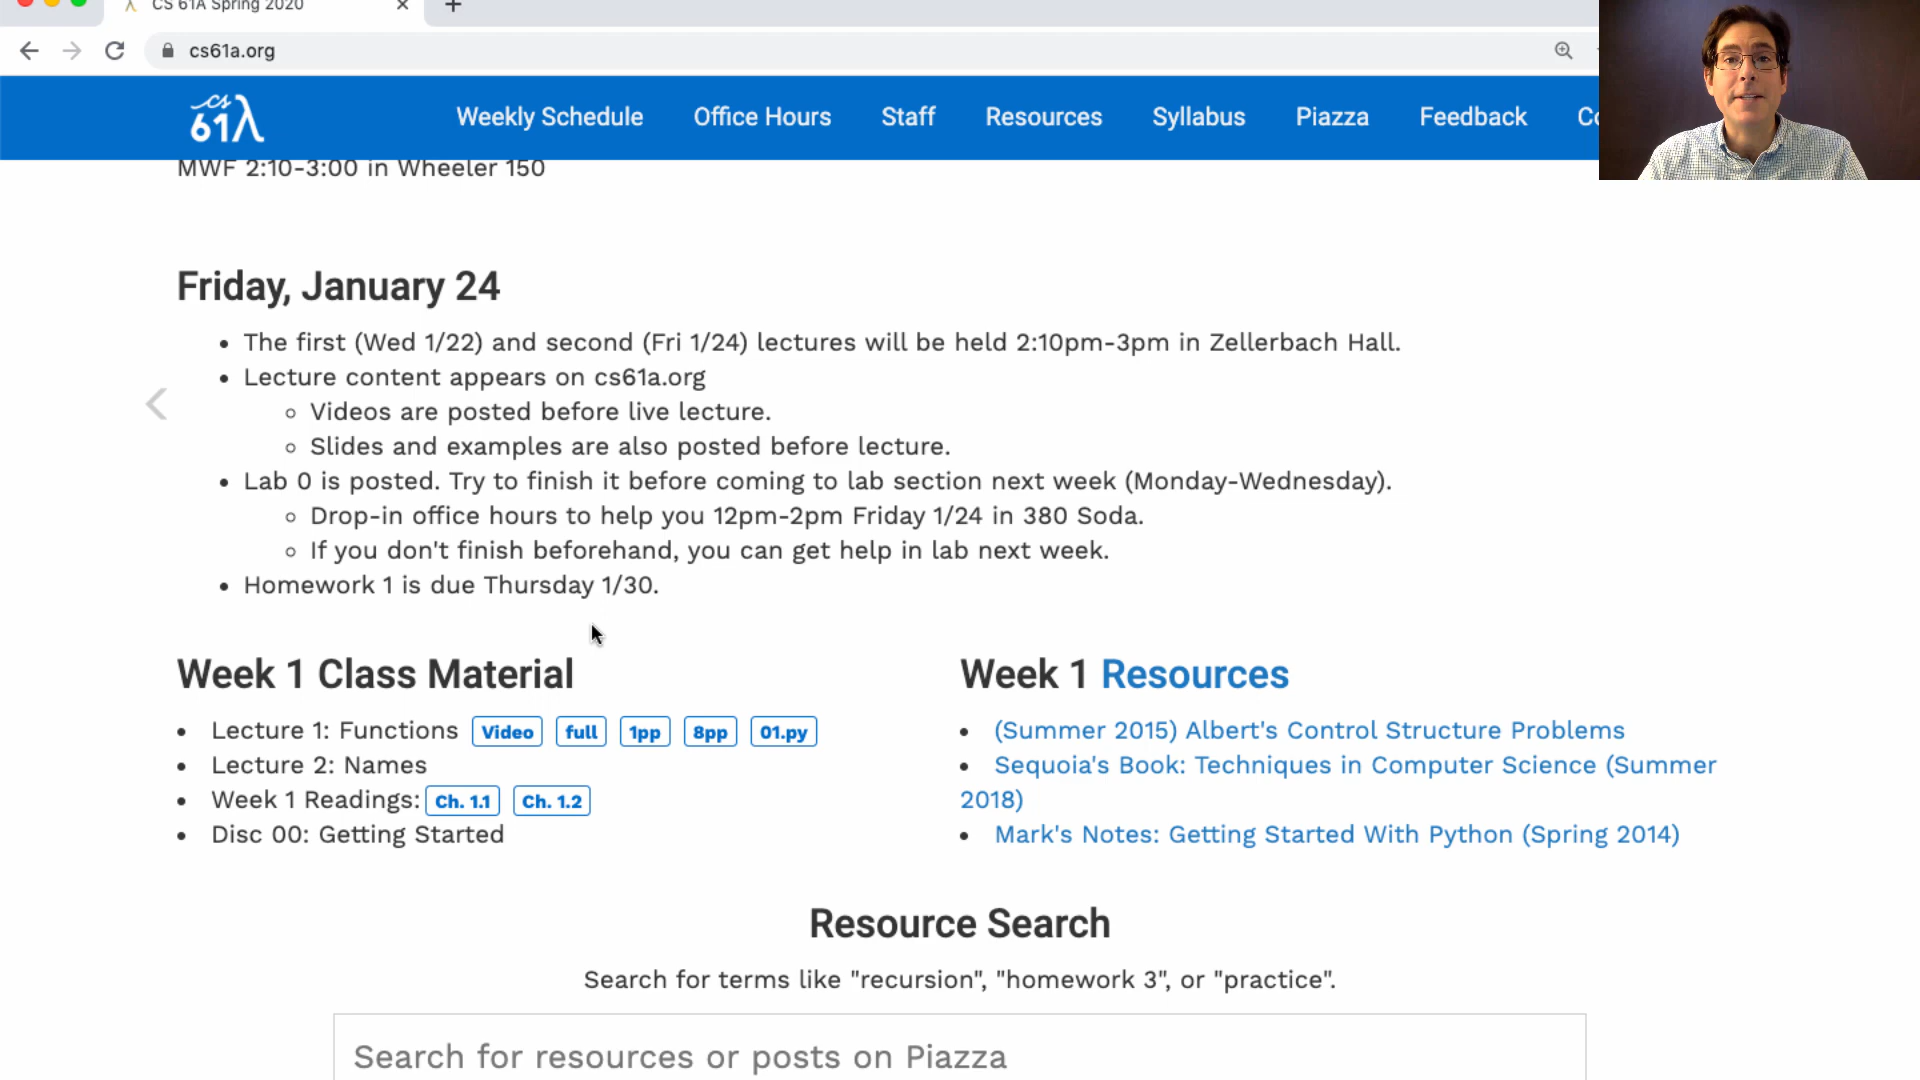 CS 61A Spring 2020
cs61a.org
CS 61A Weekly Schedule Office Hours Staff Resources Syllabus Piazza Feedback
MWF 2:10-3:00 in Wheeler 150
Friday, January 24
• The first (Wed 1/22) and second (Fri 1/24) lectures will be held 2:10pm-3pm in Zellerbach Hall.
• Lecture content appears on cs61a.org
◦ Videos are posted before live lecture.
◦ Slides and examples are also posted before lecture.
• Lab 0 is posted. Try to finish it before coming to lab section next week (Monday-Wednesday).
◦ Drop-in office hours to help you 12pm-2pm Friday 1/24 in 380 Soda.
◦ If you don't finish beforehand, you can get help in lab next week.
• Homework 1 is due Thursday 1/30.
Week 1 Class Material
• Lecture 1: Functions Video full 1pp 8pp 01.py
• Lecture 2: Names
• Week 1 Readings: Ch. 1.1 Ch. 1.2
• Disc 00: Getting Started
Week 1 Resources
• (Summer 2015) Albert's Control Structure Problems
• Sequoia's Book: Techniques in Computer Science (Summer
2018)
• Mark's Notes: Getting Started With Python (Spring 2014)
Resource Search
Search for terms like "recursion", "homework 3", or "practice".
Search for resources or posts on Piazza